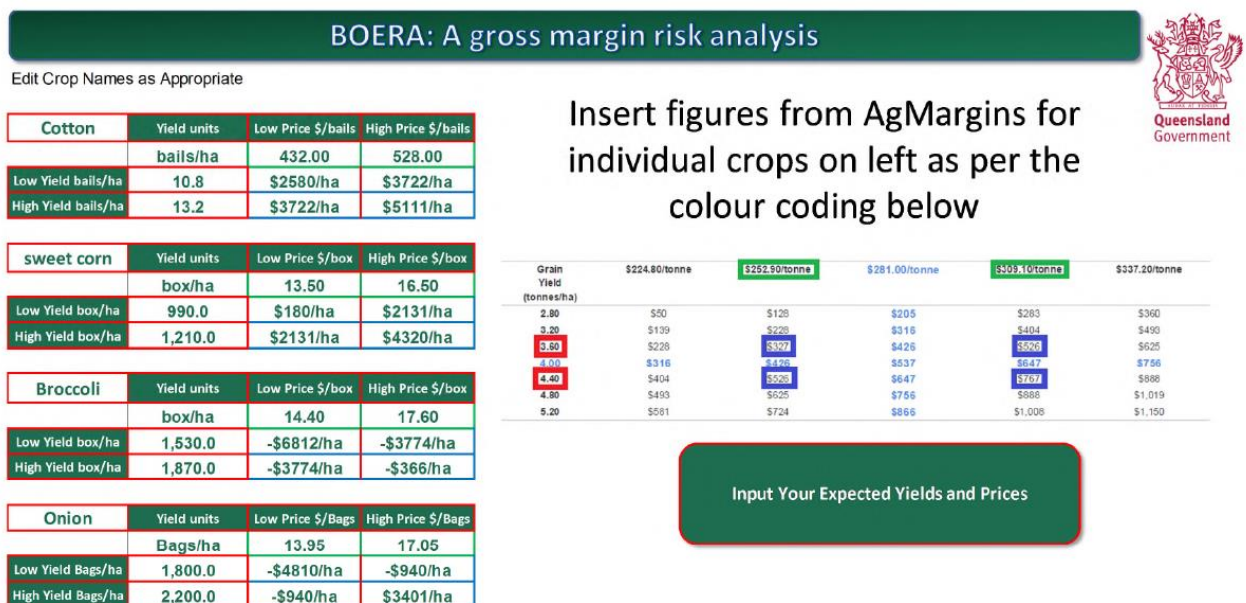 BOERA: A gross margin risk analysis
Edit Crop Names as Appropriate
Queensland
Government
Cotton Yield units Low Price $/bails High Price $/bails
bails/ha 432.00 528.00
Low Yield bails/ha 10.8 $2580/ha $3722/ha
High Yield bails/ha 13.2 $3722/ha $5111/ha
sweet corn Yield units Low Price $/box High Price $/box
box/ha 13.50 16.50
Low Yield box/ha 990.0 $180/ha $2131/ha
High Yield box/ha 1,210.0 $2131/ha $4320/ha
Broccoli Yield units Low Price $/box High Price $/box
box/ha 14.40 17.60
Low Yield box/ha 1,530.0 -$6812/ha -$3774/ha
High Yield box/ha 1,870.0 -$3774/ha -$366/ha
Onion Yield units Low Price $/Bags High Price $/Bags
Bags/ha 13.95 17.05
Low Yield Bags/ha 1,800.0 -$4810/ha -$940/ha
High Yield Bags/ha 2,200.0 -$940/ha $3401/ha
Insert figures from AgMargins for
individual crops on left as per the
colour coding below
Grain $224.80/tonne $252.90/tonne $281.00/tonne $309.10/tonne $337.20/tonne
Yield
(tonnes/ha)
2.80 $50 $128 $205 $283 $360
3.20 $139 $228 $316 $404 $493
3.60 $228 $327 $426 $526 $625
4.00 $316 $426 $537 $647 $756
4.40 $404 $526 $647 $767 $888
4.80 $493 $625 $756 $888 $1,019
5.20 $581 $724 $866 $1,008 $1,150
Input Your Expected Yields and Prices